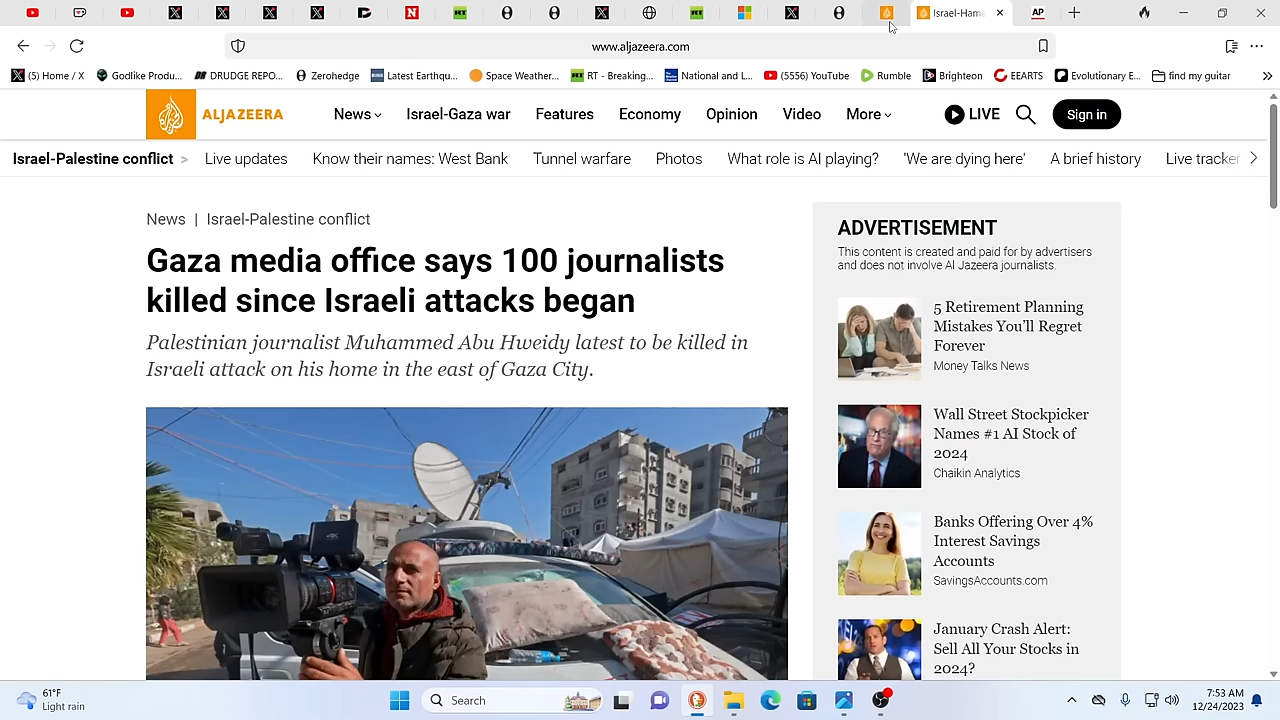 Israel-Hama
AP
www.aljazeera.com
(5) Home / X
Godlike Produ...
DRUDGE REPO...
Zerohedge
Latest Earthqu...
Space Weather...
RT - Breaking...
National and L...
(5556) YouTube
Rumble
Brighteon
EEARTS
Evolutionary E...
find my guitar
ALJAZEERA
News
Israel-Gaza war
Features
Economy
Opinion
Video
More
LIVE
Sign in
Israel-Palestine conflict >
Live updates
Know their names: West Bank
Tunnel warfare
Photos
What role is AI playing?
'We are dying here'
A brief history
Live tracker
News | Israel-Palestine conflict
Gaza media office says 100 journalists
killed since Israeli attacks began
Palestinian journalist Muhammed Abu Hweidy latest to be killed in
Israeli attack on his home in the east of Gaza City.
4K
ADVERTISEMENT
This content is created and paid for by advertisers
and does not involve Al Jazeera journalists.
5 Retirement Planning
Mistakes You'll Regret
Forever
Money Talks News
Wall Street Stockpicker
Names #1 AI Stock of
2024
Chaikin Analytics
Banks Offering Over 4%
Interest Savings
Accounts
SavingsAccounts.com
January Crash Alert:
Sell All Your Stocks in
2024?
61°F
Light rain
Search
7:53 AM
12/24/2023